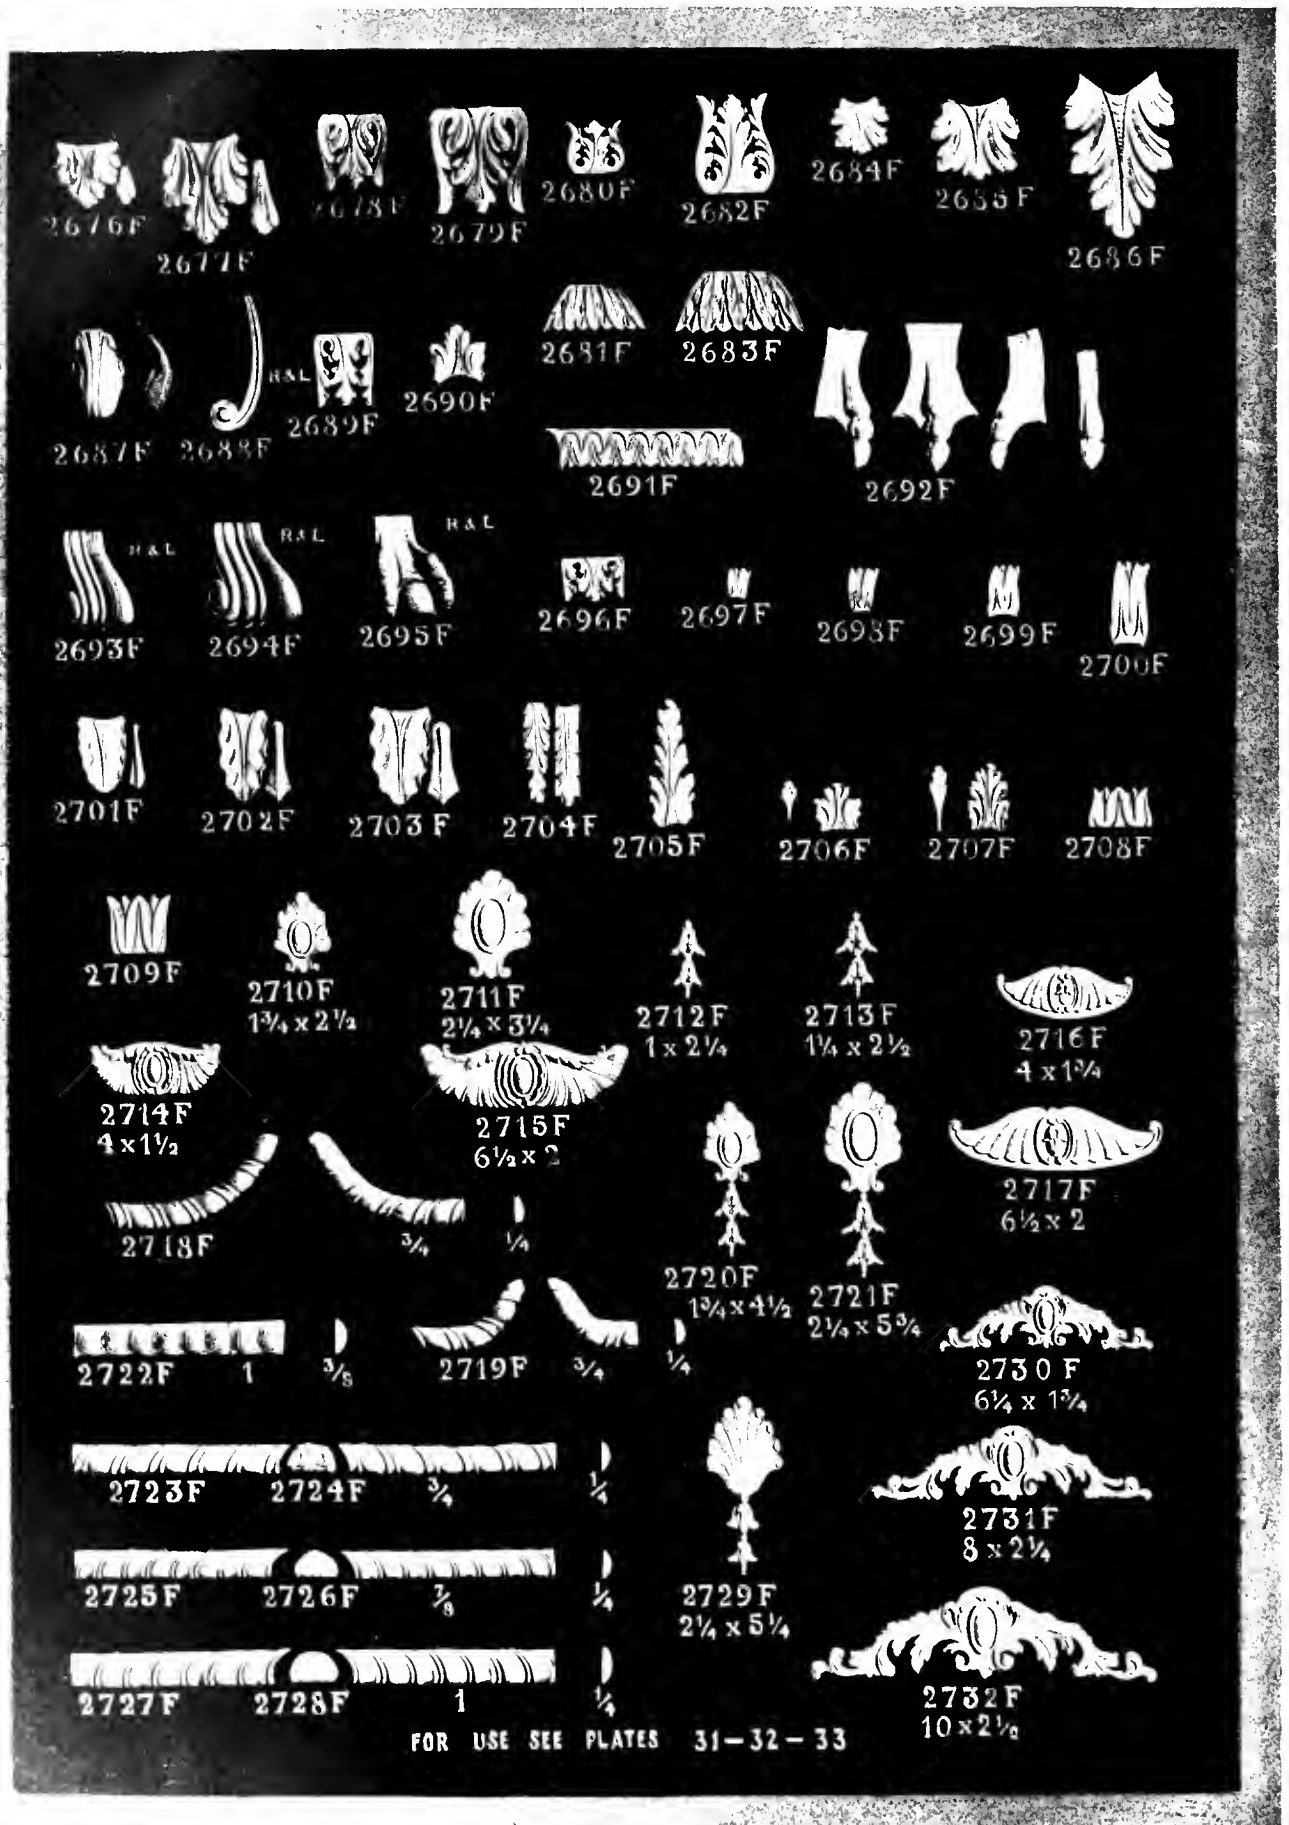 2676F
2677F
2678F
2679F
2680F
2682F
2684F
2685F
2686F
2681F
2683F
2687F
2688F
R & L
2689F
2690F
2691F
2692F
2693F
R & L
2694F
R & L
2695F
R & L
2696F
2697F
2698F
2699F
2700F
2701F
2702F
2703F
2704F
2705F
2706F
2707F
2708F
2709F
2710F
1¾ x 2½
2711F
2¼ x 3¼
2712F
1 x 2¼
2713F
1¼ x 2½
2716F
4 x 1¾
2714F
4 x 1½
2715F
6½ x 2
2717F
6½ x 2
2718F ¾ ¼
2720F
1¾ x 4½
2721F
2¼ x 5¾
2722F 1 ⅜
2719F ¾ ¼
2730F
6¼ x 1¾
2723F 2724F ¾ ¼
2731F
8 x 2¼
2725F 2726F ⅞ ¼
2729F
2¼ x 5¼
2727F 2728F 1 ¼
2732F
10 x 2½
FOR USE SEE PLATES 31-32-33